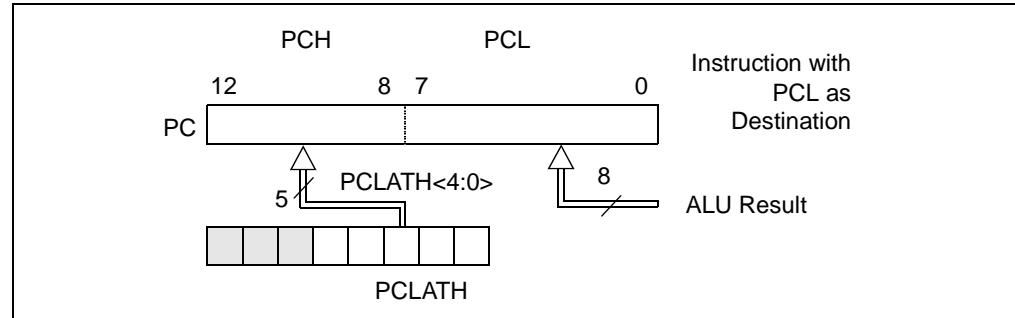 PCH PCL
12 8 7 0
Instruction with
PCL as
Destination
PC
PCLATH<4:0>
5
8
ALU Result
PCLATH